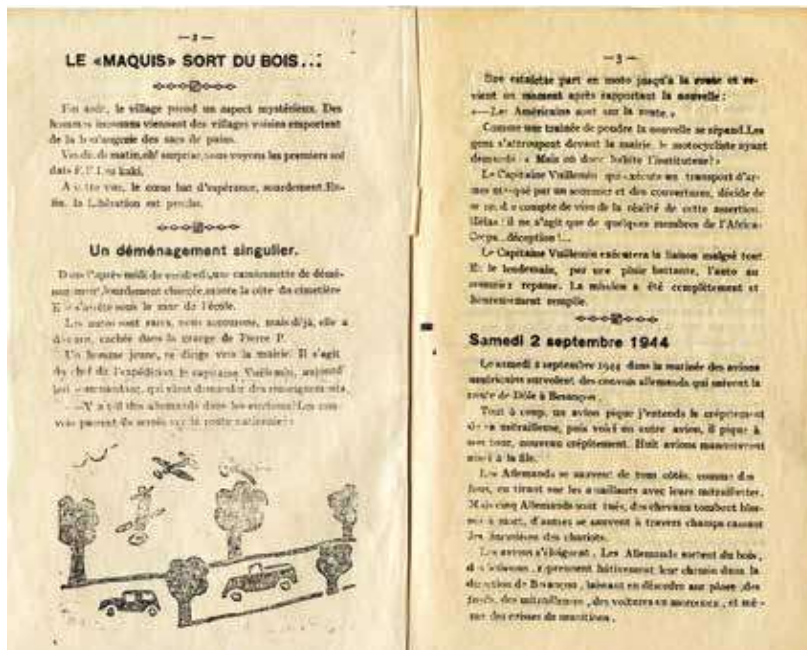 — 2 —
LE «MAQUIS» SORT DU BOIS...
Fin août, le village prend un aspect mystérieux. Des
hommes inconnus viennent des villages voisins emportent
de la boulangerie des sacs de pains.
Vendredi matin, oh! surprise, nous voyons les premiers sol
dats F.F.I. en kaki.
A cette vue, le cœur bat d'espérance, sourdement. En-
fin, la Libération est proche.
Un déménagement singulier.
Dans l'après midi de vendredi, une camionnette de démé-
nagement, lourdement chargée, monte la côte du cimetière
Elle s'arrête sous le mur de l'école.
Les autos sont rares, nous accourons, mais déjà, elle a
disparu, cachée dans la grange de Pierre P.
Un homme jeune, se dirige vers la mairie. Il s'agit
du chef de l'expédition, le capitaine Vuillemin, aujourd'
hui commandant, qui vient demander des renseignements.
—Y a t-il des allemands dans les environs? Les con-
vois passent ils serrés sur la route nationale?
— 3 —
Une estafette part en moto jusqu'à la route et re-
vient un moment après rapportant la nouvelle :
«—Les Américains sont sur la route.»
Comme une traînée de poudre la nouvelle se répand. Les
gens s'attroupent devant la mairie, le motocycliste ayant
demandé : « Mais où donc habite l'instituteur?»
Le Capitaine Vuillemin qui exécute un transport d'ar-
mes masqué par un sommier et des couvertures, décide de
se rendre compte de visu de la réalité de cette assertion.
Hélas! il ne s'agit que de quelques membres de l'Africa-
Corps...déception!...
Le Capitaine Vuillemin exécutera la liaison malgré tout
Et le lendemain, par une pluie battante, l'auto au
sommier repasse. La mission a été complètement et
heureusement remplie.
Samedi 2 septembre 1944
Le samedi 2 septembre 1944 dans la matinée des avions
américains survolent des convois allemands qui suivent la
route de Dôle à Besançon.
Tout à coup, un avion pique j'entends le crépitement
de sa mitrailleuse, puis voici un autre avion, il pique à
son tour, nouveau crépitement. Huit avions manœuvrent
ainsi à la file.
Les Allemands se sauvent de tous côtés, comme des
fous, en tirant sur les assaillants avec leurs mitraillettes.
Mais cinq Allemands sont tués, des chevaux tombent bles-
sés à mort, d'autres se sauvent à travers champs cassant
les brancards des chariots.
Les avions s'éloignent. Les Allemands sortent du bois,
des buissons, reprennent hâtivement leur chemin dans la
direction de Besançon, laissant en désordre sur place, des
fusils, des mitrailleuses, des voitures en morceaux, et mê-
me des caisses de munitions.